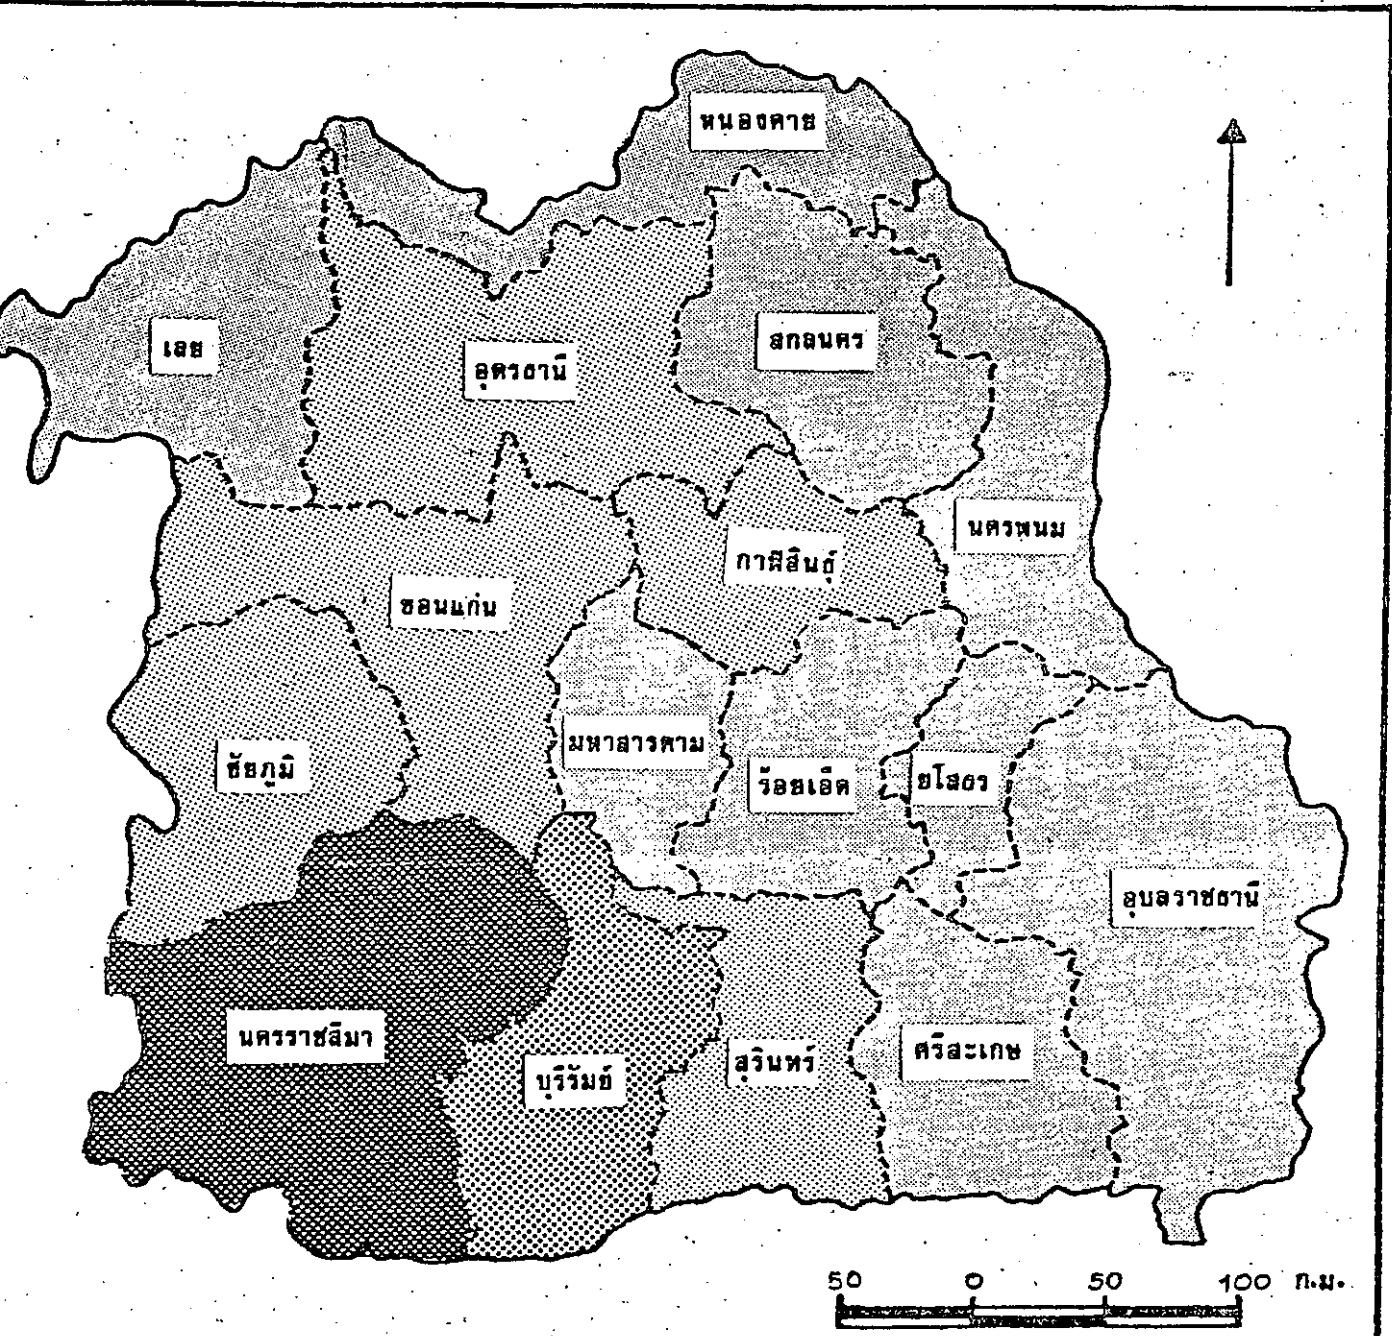 หนองคาย
สกลนคร
เลย
อุดรธานี
นครพนม
กาฬสินธุ์
ขอนแก่น
มหาสารคาม
ชัยภูมิ
ร้อยเอ็ด
ยโสธร
อุบลราชธานี
นครราชสีมา
บุรีรัมย์
สุรินทร์
ศรีสะเกษ
50 0 50 100 ก.ม.